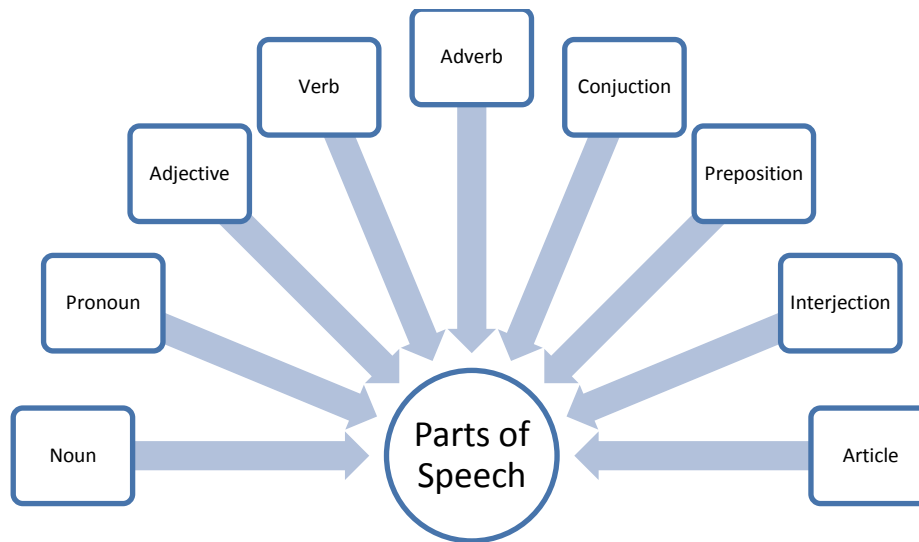 Adverb
Verb
Conjuction
Adjective
Preposition
Pronoun
Interjection
Parts of
Speech
Noun
Article